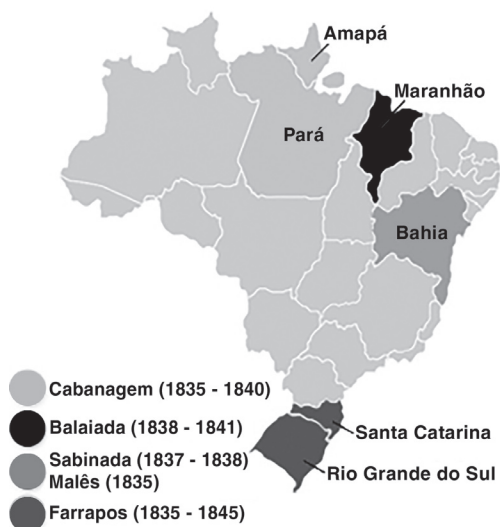 Amapá
Maranhão
Pará
Bahia
Cabanagem (1835 - 1840)
Balaiada (1838 - 1841)
Sabinada (1837 - 1838)
Malês (1835)
Farrapos (1835 - 1845)
Santa Catarina
Rio Grande do Sul